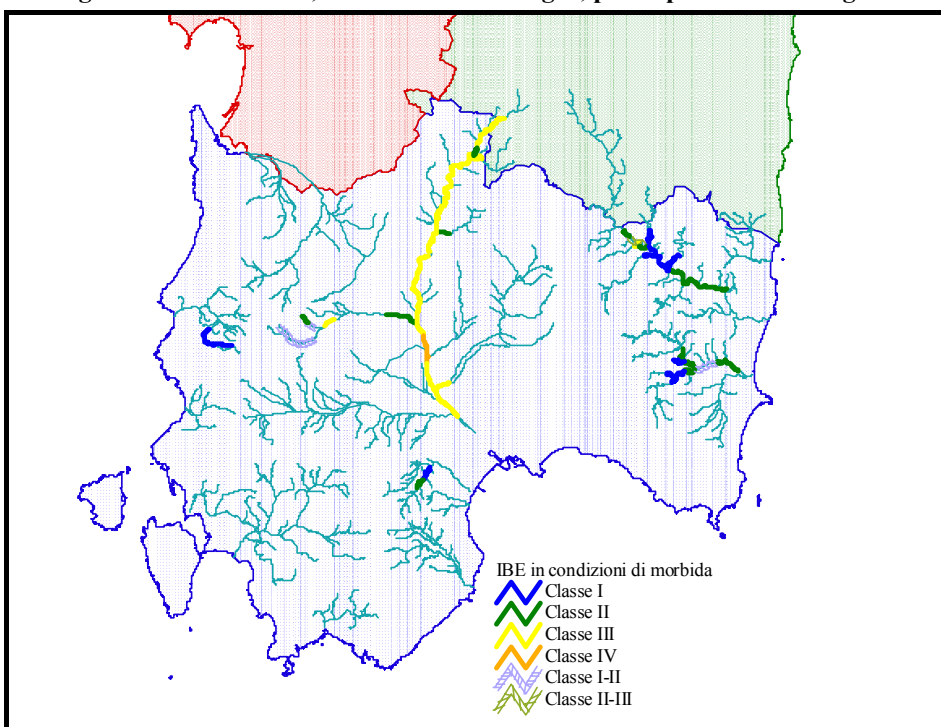 IBE in condizioni di morbida
Classe I
Classe II
Classe III
Classe IV
Classe I-II
Classe II-III